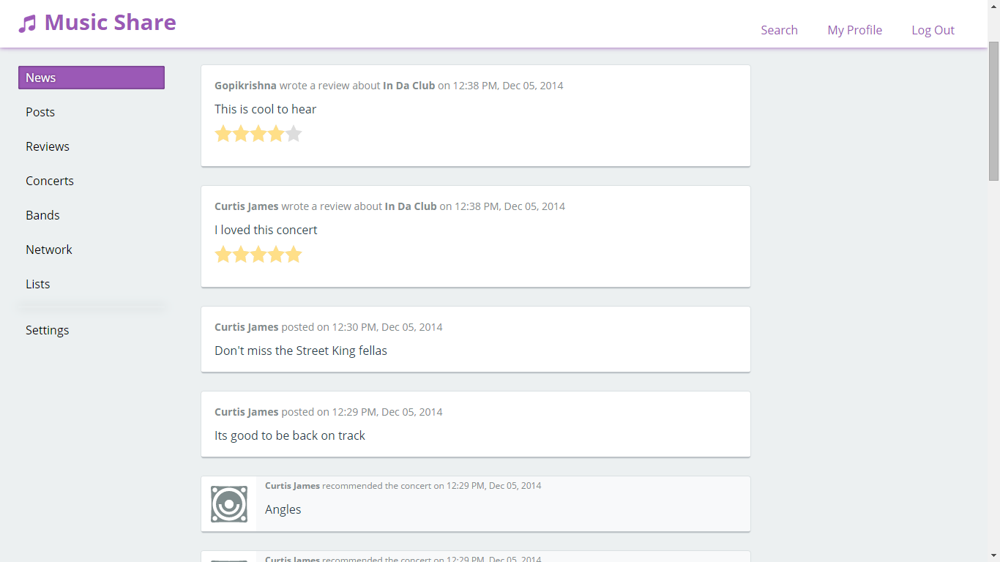 Music Share
Search
My Profile
Log Out
News
Posts
Reviews
Concerts
Bands
Network
Lists
Settings
Gopikrishna wrote a review about In Da Club on 12:38 PM, Dec 05, 2014
This is cool to hear
Curtis James wrote a review about In Da Club on 12:38 PM, Dec 05, 2014
I loved this concert
Curtis James posted on 12:30 PM, Dec 05, 2014
Don't miss the Street King fellas
Curtis James posted on 12:29 PM, Dec 05, 2014
Its good to be back on track
Curtis James recommended the concert on 12:29 PM, Dec 05, 2014
Angles
Curtis James recommended the concert on 12:29 PM, Dec 05, 2014